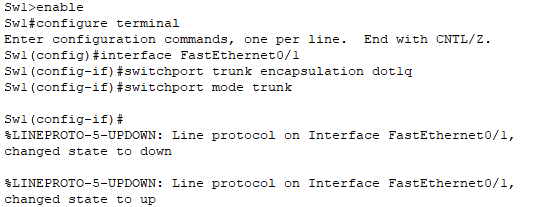 Sw1>enable
Sw1#configure terminal
Enter configuration commands, one per line.  End with CNTL/Z.
Sw1(config)#interface FastEthernet0/1
Sw1(config-if)#switchport trunk encapsulation dot1q
Sw1(config-if)#switchport mode trunk

Sw1(config-if)#
%LINEPROTO-5-UPDOWN: Line protocol on Interface FastEthernet0/1,
changed state to down

%LINEPROTO-5-UPDOWN: Line protocol on Interface FastEthernet0/1,
changed state to up